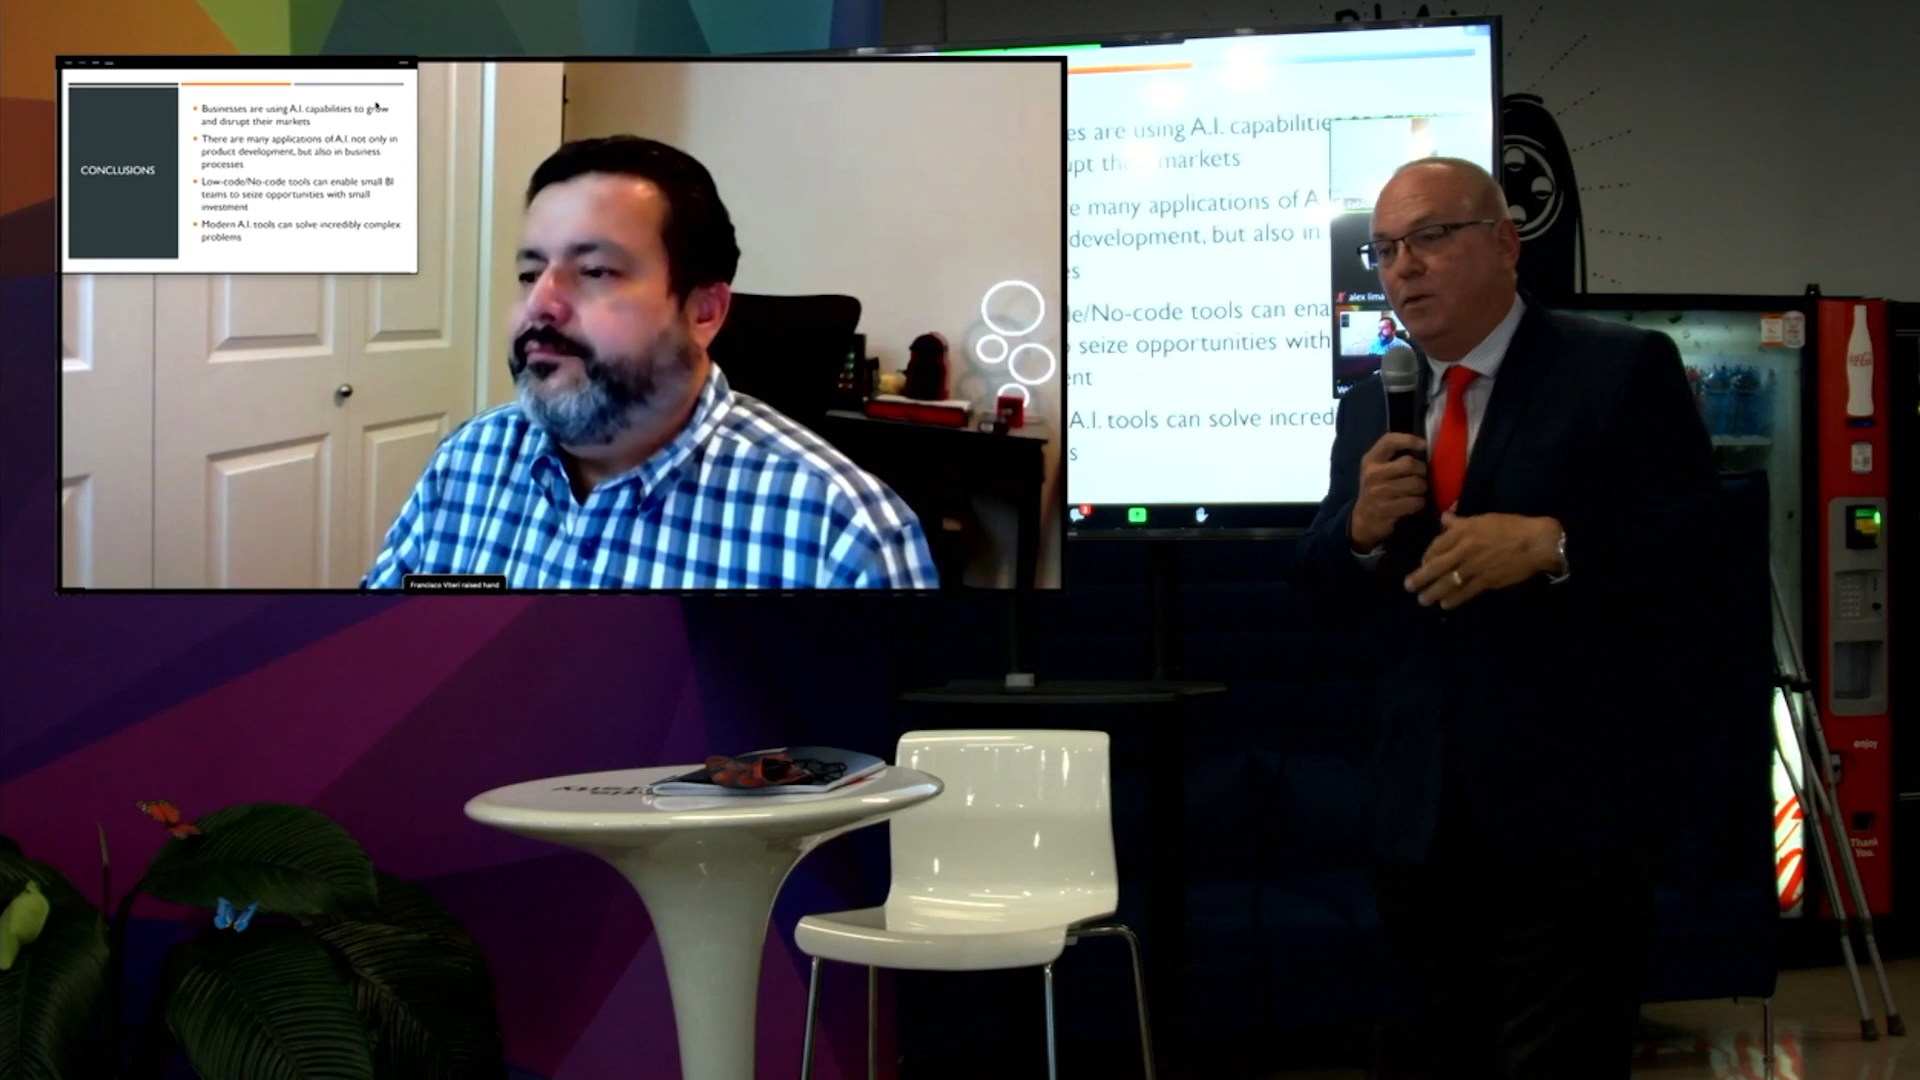 CONCLUSIONS
Businesses are using A.I. capabilities to grow
and disrupt their markets
There are many applications of A.I. not only in
product development, but also in business
processes
Low-code/No-code tools can enable small BI
teams to seize opportunities with small
investment
Modern A.I. tools can solve incredibly complex
problems
Francisco Viteri raised hand
PLAY
es are using A.I. capabilitie
upt the markets
e many applications of A.I.
development, but also in
s
le/No-code tools can ena
seize opportunities with
ent
A.I. tools can solve incred
s
alex lima
enjoy
Thank
You.